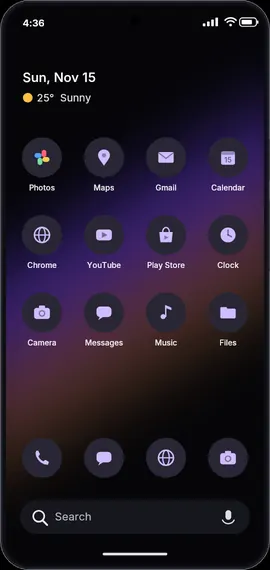 4:36
Sun, Nov 15
25° Sunny
15
Photos Maps Gmail Calendar
Chrome YouTube Play Store Clock
Camera Messages Music Files
Search